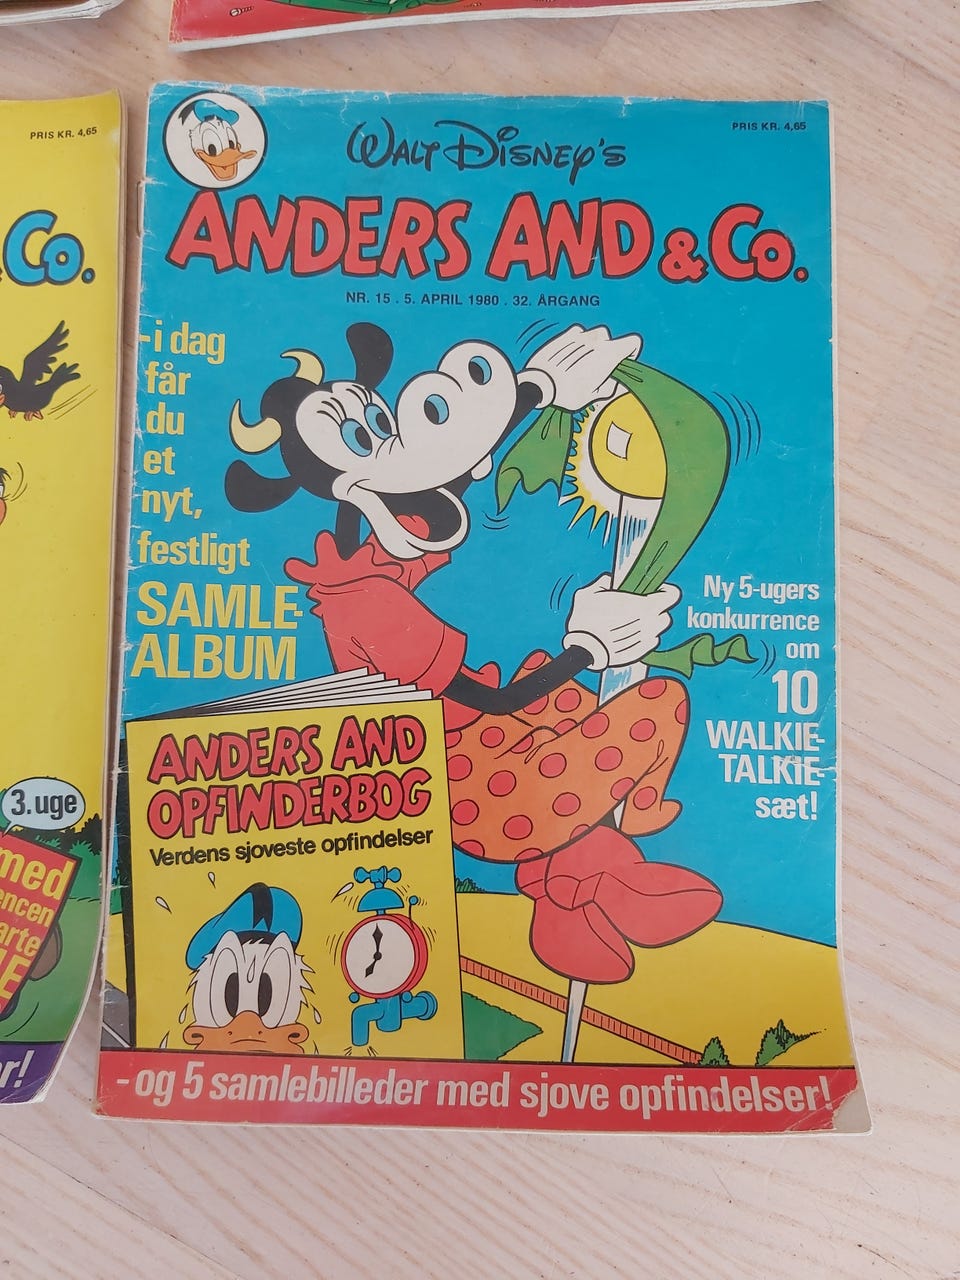 PRIS KR. 4,65
& Co.
3. uge
med
WALT DISNEY'S
PRIS KR. 4,65
ANDERS AND & Co.
NR. 15 . 5. APRIL 1980 . 32. ÅRGANG
-i dag
får
du
et
nyt,
festligt
SAMLE-
ALBUM
Ny 5-ugers
konkurrence
om
10
WALKIE-
TALKIE-
sæt!
ANDERS AND
OPFINDERBOG
Verdens sjoveste opfindelser
- og 5 samlebilleder med sjove opfindelser!